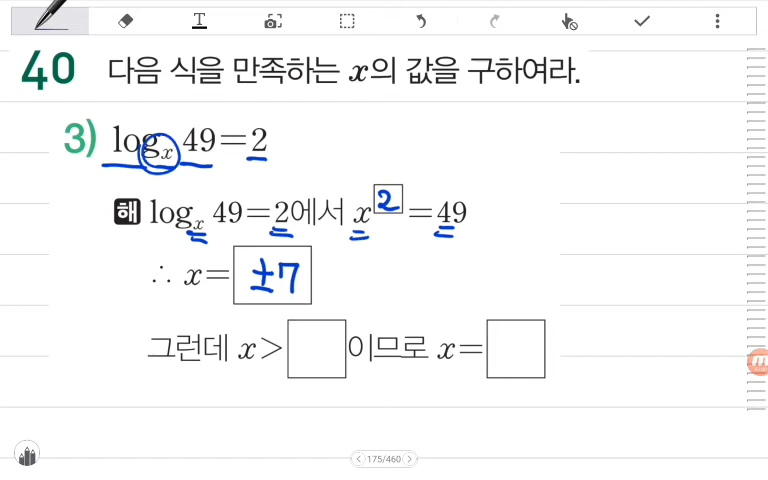 T
40 다음 식을 만족하는 x의 값을 구하여라.
3) logₓ 49=2
해 logₓ 49=2에서 x²=49
∴ x= ±7
그런데 x> 이므로 x=
175/460